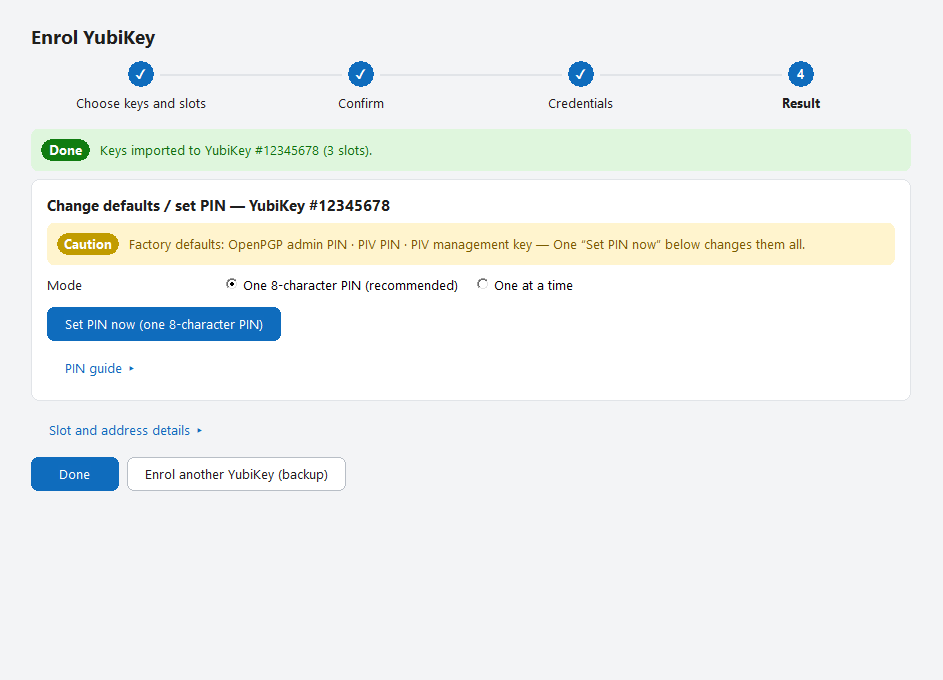 Enrol YubiKey
✓ ✓ ✓ 4
Choose keys and slots Confirm Credentials Result
Done Keys imported to YubiKey #12345678 (3 slots).
Change defaults / set PIN — YubiKey #12345678
Caution Factory defaults: OpenPGP admin PIN · PIV PIN · PIV management key — One “Set PIN now” below changes them all.
Mode One 8-character PIN (recommended) One at a time
Set PIN now (one 8-character PIN)
PIN guide ▸
Slot and address details ▸
Done Enrol another YubiKey (backup)